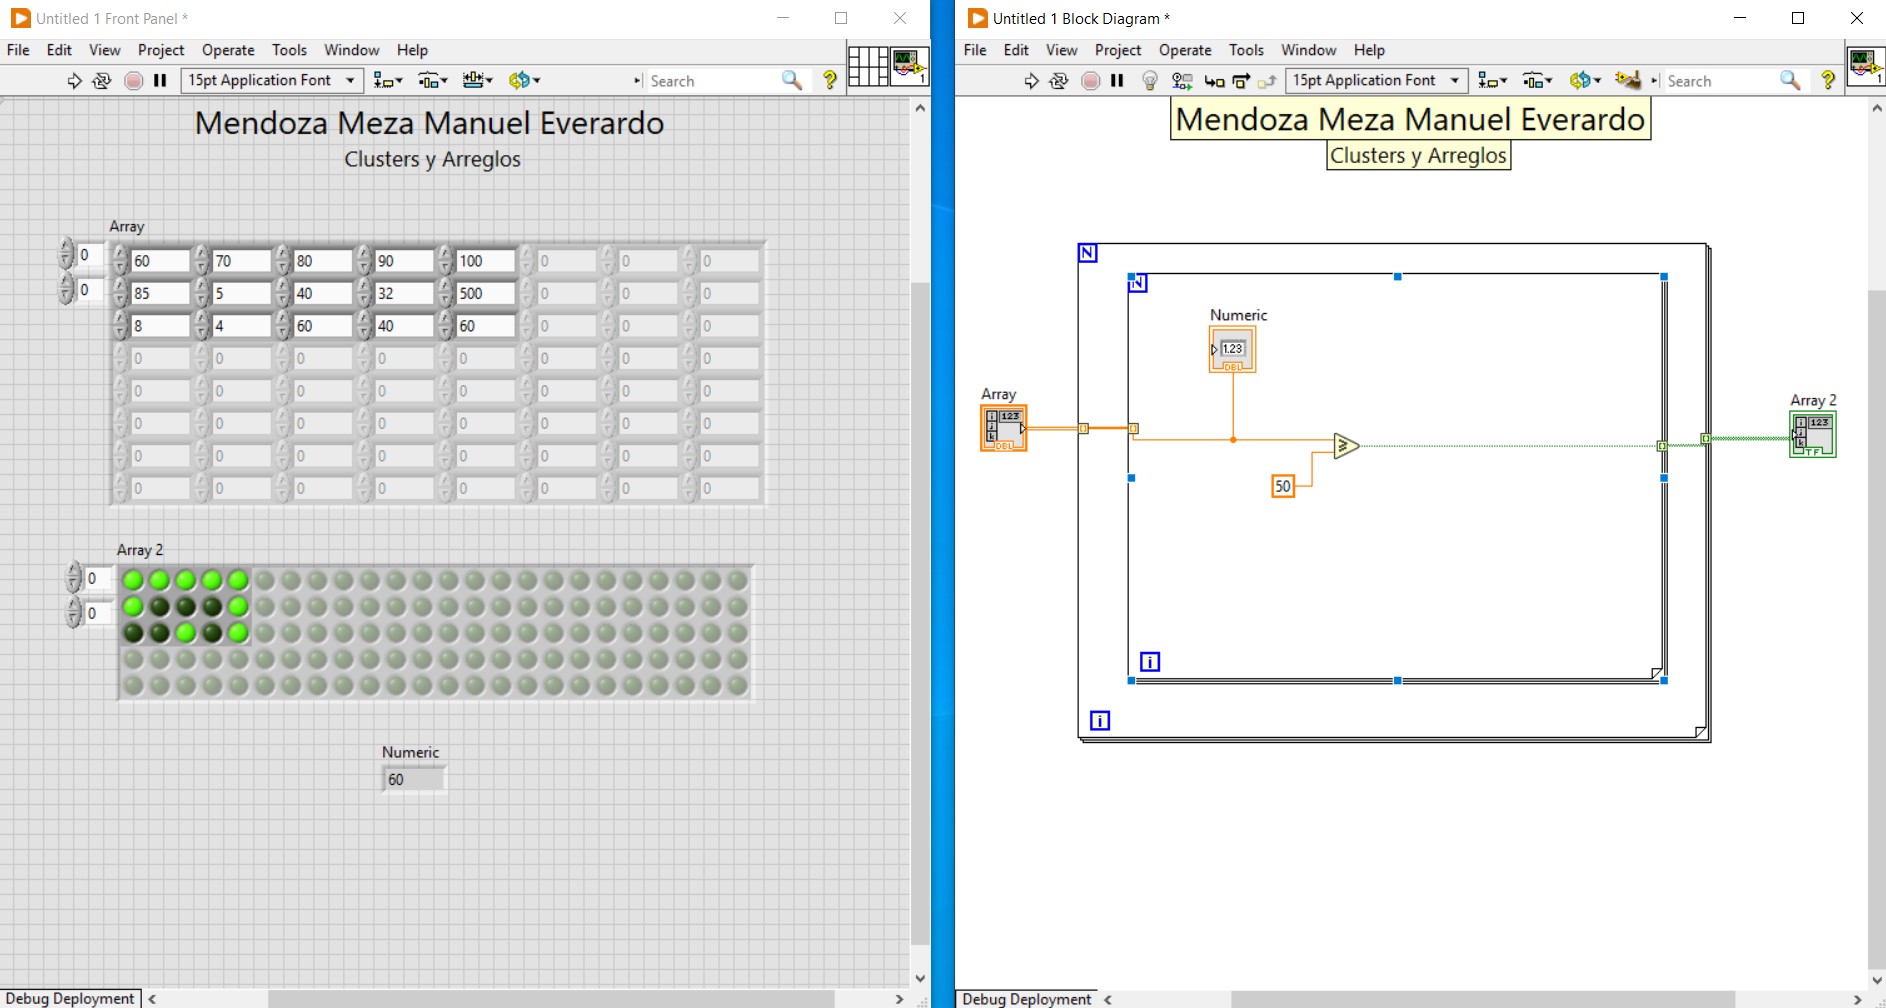 Untitled 1 Front Panel *
File Edit View Project Operate Tools Window Help
15pt Application Font
Search
1
Mendoza Meza Manuel Everardo
Clusters y Arreglos
Array
0 60 70 80 90 100 0 0 0
0 85 5 40 32 500 0 0 0
8 4 60 40 60 0 0 0
0 0 0 0 0 0 0 0
0 0 0 0 0 0 0 0
0 0 0 0 0 0 0 0
0 0 0 0 0 0 0 0
0 0 0 0 0 0 0 0
Array 2
0
0
Numeric
60
Debug Deployment
Untitled 1 Block Diagram *
File Edit View Project Operate Tools Window Help
15pt Application Font
Search
1
Mendoza Meza Manuel Everardo
Clusters y Arreglos
N
N
Numeric
1.23
DBL
Array
123
i
j
k
DBL
50
Array 2
123
i
j
k
TF
i
i
Debug Deployment